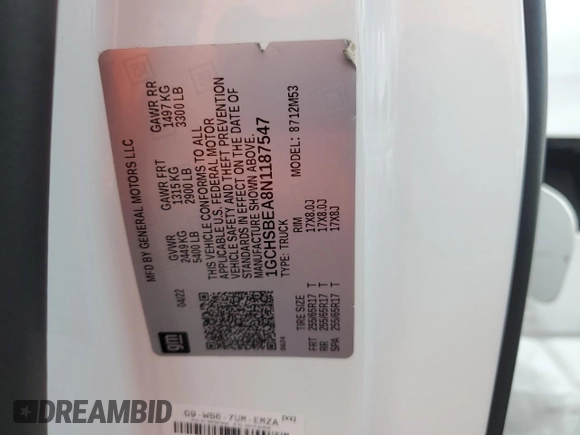 MFD BY GENERAL MOTORS LLC
04/22
GVWR
2449 KG
5400 LB
GAWR FRT
1315 KG
2900 LB
GAWR RR
1497 KG
3300 LB
THIS VEHICLE CONFORMS TO ALL
APPLICABLE U.S. FEDERAL MOTOR
VEHICLE SAFETY AND THEFT PREVENTION
STANDARDS IN EFFECT ON THE DATE OF
MANUFACTURE SHOWN ABOVE.
1GCHSBEA8N1187547
TYPE: TRUCK
MODEL: 8712M53
gm
TIRE SIZE RIM
FRT 255/65R17 T 17X8.0J
RR 255/65R17 T 17X8.0J
SPA 255/65R17 T 17X8J
DREAMBID